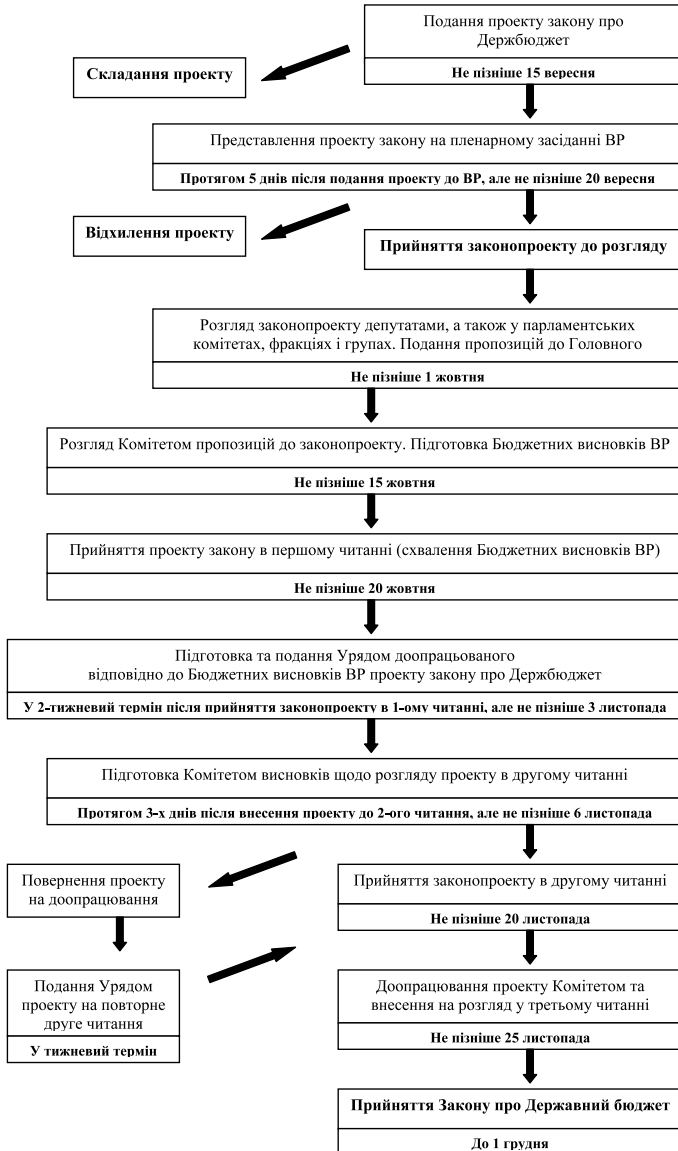 Подання проекту закону про
Держбюджет
Не пізніше 15 вересня
Складання проекту
Представлення проекту закону на пленарному засіданні ВР
Протягом 5 днів після подання проекту до ВР, але не пізніше 20 вересня
Відхилення проекту
Прийняття законопроекту до розгляду
Розгляд законопроекту депутатами, а також у парламентських
комітетах, фракціях і групах. Подання пропозицій до Головного
Не пізніше 1 жовтня
Розгляд Комітетом пропозицій до законопроекту. Підготовка Бюджетних висновків ВР
Не пізніше 15 жовтня
Прийняття проекту закону в першому читанні (схвалення Бюджетних висновків ВР)
Не пізніше 20 жовтня
Підготовка та подання Урядом доопрацьованого
відповідно до Бюджетних висновків ВР проекту закону про Держбюджет
У 2-тижневий термін після прийняття законопроекту в 1-ому читанні, але не пізніше 3 листопада
Підготовка Комітетом висновків щодо розгляду проекту в другому читанні
Протягом 3-х днів після внесення проекту до 2-ого читання, але не пізніше 6 листопада
Повернення проекту
на доопрацювання
Прийняття законопроекту в другому читанні
Не пізніше 20 листопада
Подання Урядом
проекту на повторне
друге читання
У тижневий термін
Доопрацювання проекту Комітетом та
внесення на розгляд у третьому читанні
Не пізніше 25 листопада
Прийняття Закону про Державний бюджет
До 1 грудня